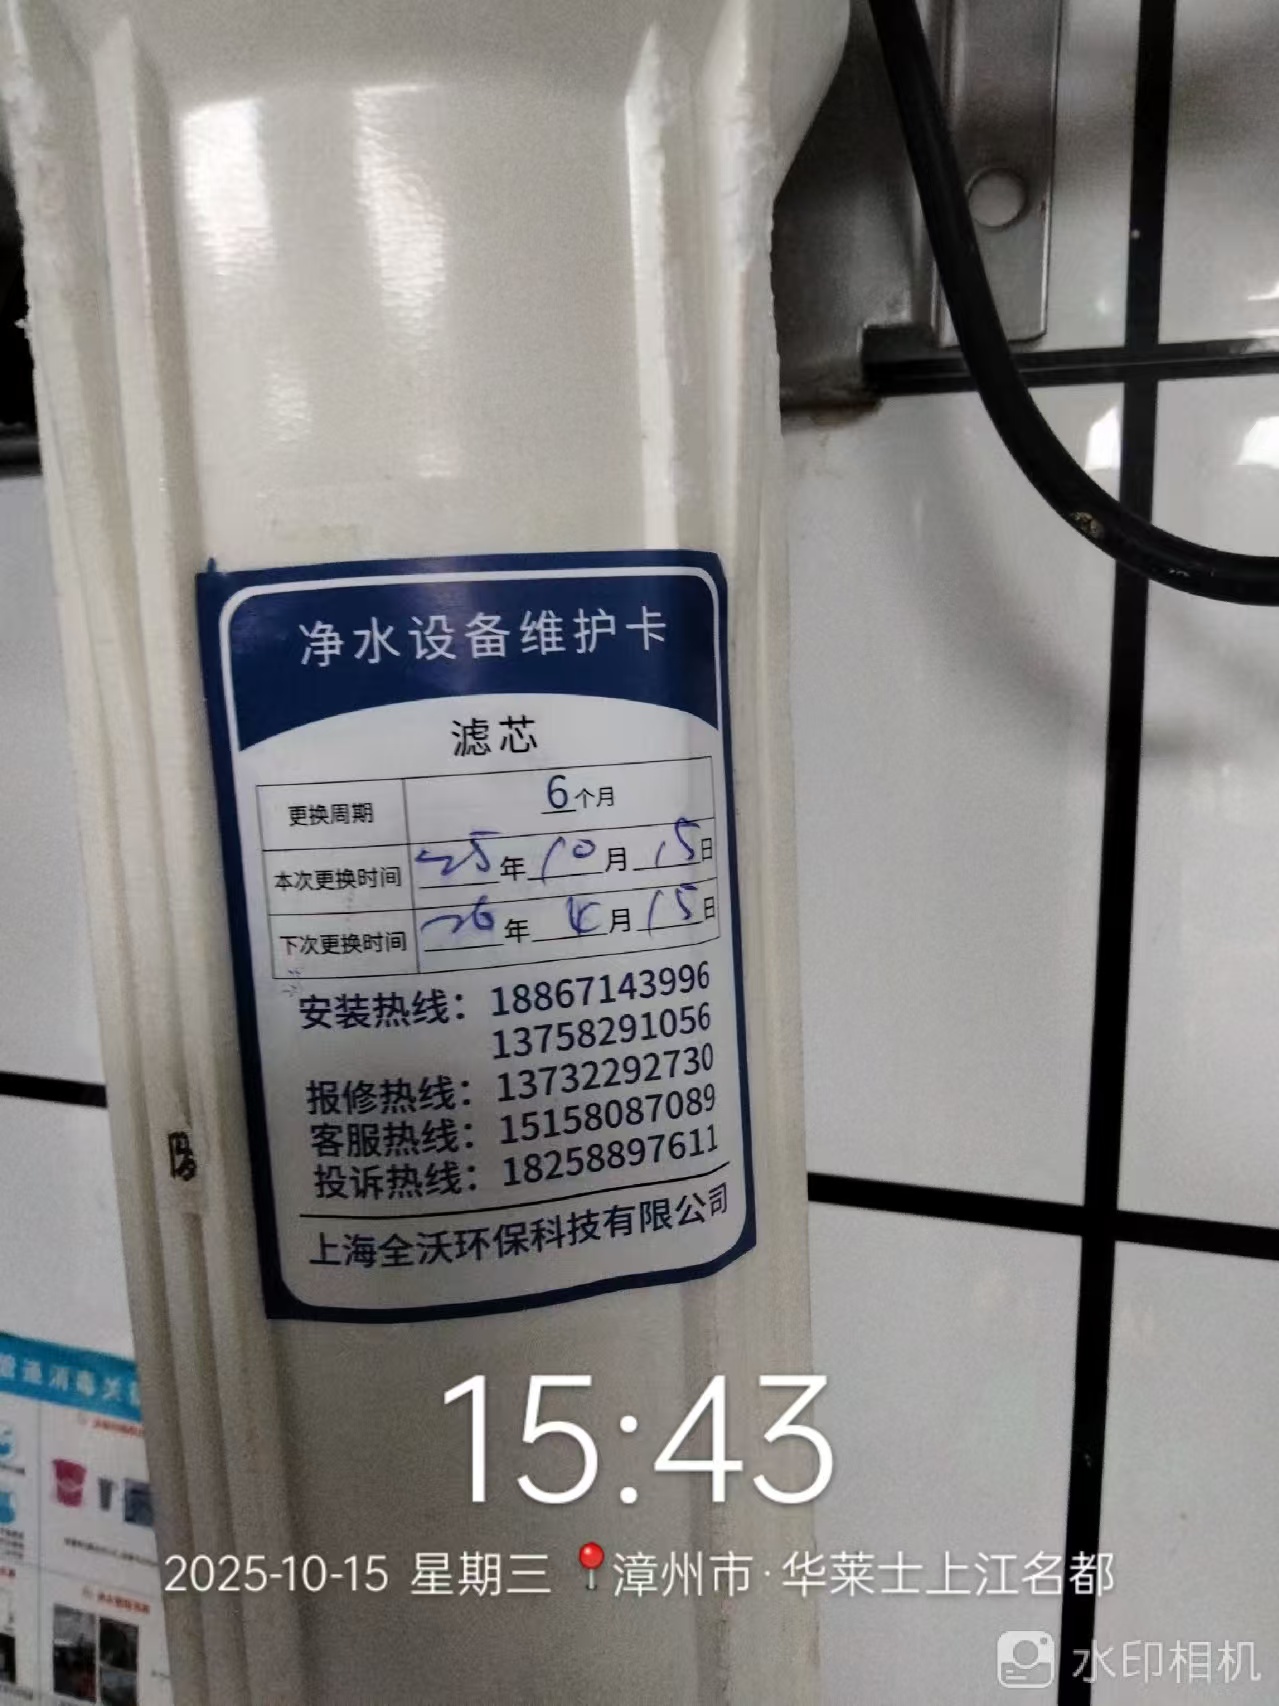 净水设备维护卡
滤芯
更换周期 6个月
本次更换时间 25年10月15日
下次更换时间 26年4月15日
安装热线：18867143996
13758291056
报修热线：13732292730
客服热线：15158087089
投诉热线：18258897611
上海全沃环保科技有限公司
15:43
2025-10-15 星期三 漳州市·华莱士上江名都
水印相机